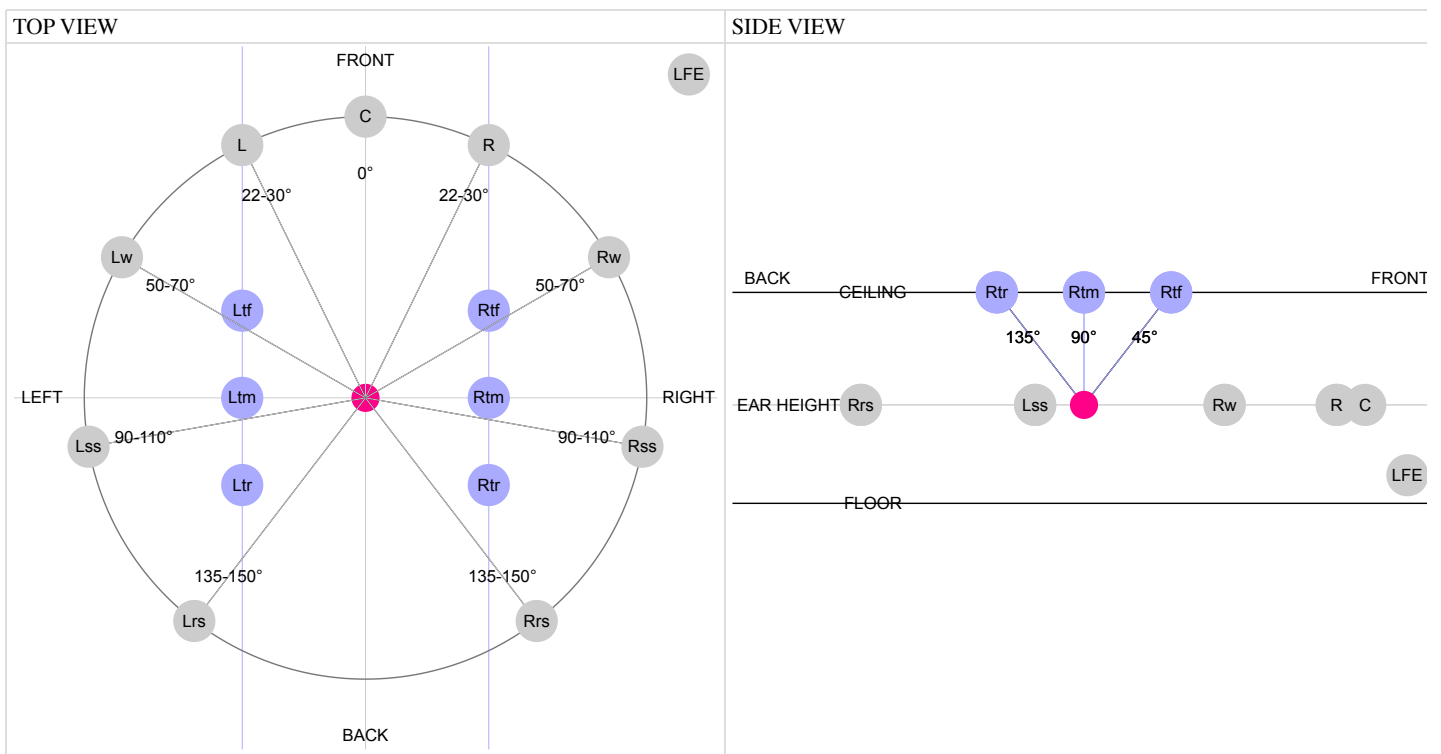 TOP VIEW
FRONT
LFE
C
L
R
0°
22-30°
22-30°
Lw
Rw
50-70°
50-70°
Ltf
Rtf
LEFT
Ltm
Rtm
RIGHT
90-110°
90-110°
Lss
Rss
Ltr
Rtr
135-150°
135-150°
Lrs
Rrs
BACK
SIDE VIEW
BACK
CEILING
Rtr
Rtm
Rtf
FRONT
135°
90°
45°
EAR HEIGHT
Rrs
Lss
Rw
R
C
LFE
FLOOR